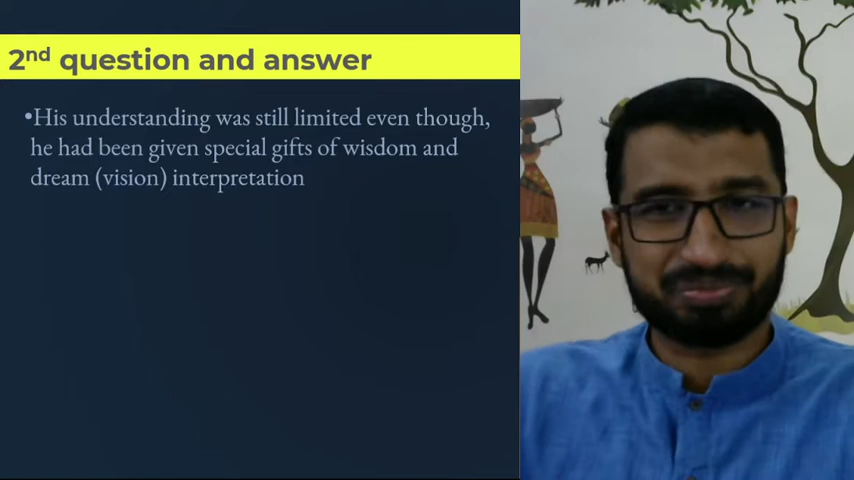 2nd question and answer
•His understanding was still limited even though,
he had been given special gifts of wisdom and
dream (vision) interpretation